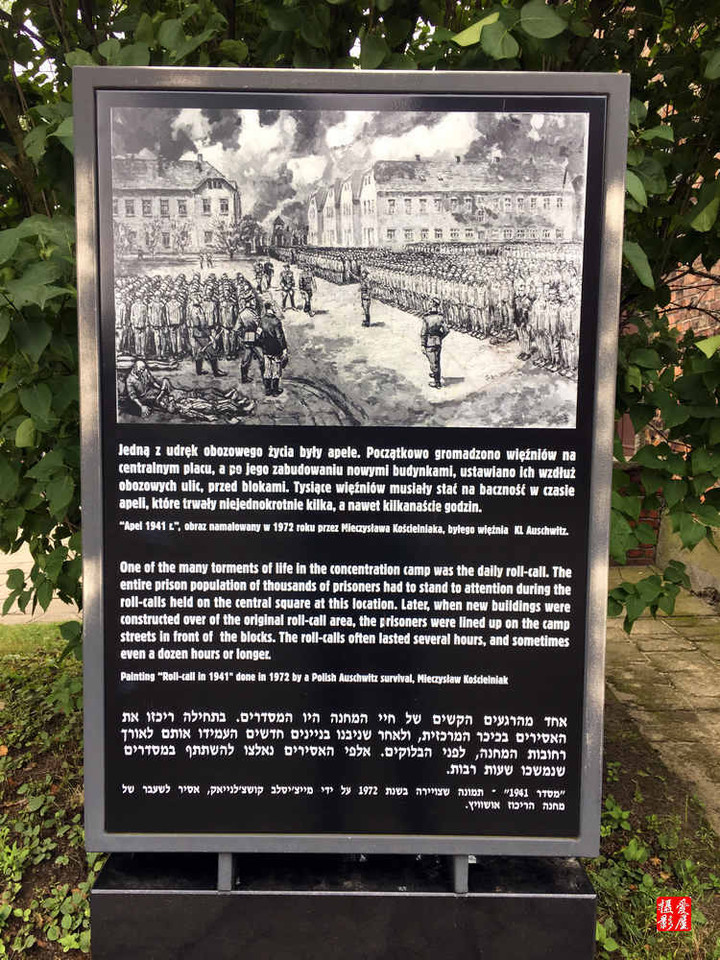 Jedną z udręk obozowego życia były apele. Początkowo gromadzono więźniów na
centralnym placu, a po jego zabudowaniu nowymi budynkami, ustawiano ich wzdłuż
obozowych ulic, przed blokami. Tysiące więźniów musiały stać na baczność w czasie
apeli, które trwały niejednokrotnie kilka, a nawet kilkanaście godzin.
"Apel 1941 r.", obraz namalowany w 1972 roku przez Mieczysława Kościelniaka, byłego więźnia KL Auschwitz.
One of the many torments of life in the concentration camp was the daily roll-call. The
entire prison population of thousands of prisoners had to stand to attention during the
roll-calls held on the central square at this location. Later, when new buildings were
constructed over of the original roll-call area, the prisoners were lined up on the camp
streets in front of the blocks. The roll-calls often lasted several hours, and sometimes
even a dozen hours or longer.
Painting "Roll-call in 1941" done in 1972 by a Polish Auschwitz survival, Mieczysław Kościelniak
אחד מהרגעים הקשים של חיי המחנה היו המסדרים. בתחילה ריכזו את
האסירים בכיכר המרכזית, ולאחר שניבנו בניינים חדשים העמידו אותם לאורך
רחובות המחנה, לפני הבלוקים. אלפי האסירים נאלצו להשתתף במסדרים
שנמשכו שעות רבות.
"מסדר 1941" - תמונה שצויירה בשנת 1972 על ידי מייצ'יסלב קושצ'לנייאק, אסיר לשעבר של
מחנה הריכוז אושוויץ.
爱屋
摄影